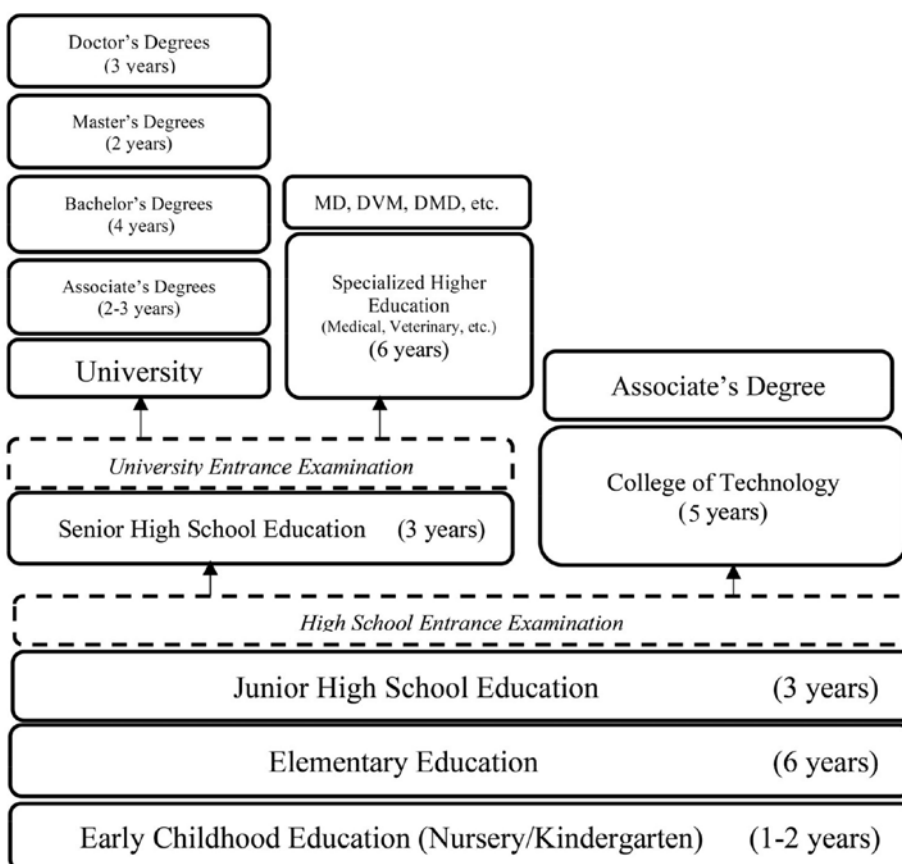 Doctor's Degrees
(3 years)
Master's Degrees
(2 years)
Bachelor's Degrees
(4 years)
Associate's Degrees
(2-3 years)
University
MD, DVM, DMD, etc.
Specialized Higher
Education
(Medical, Veterinary, etc.)
(6 years)
Associate's Degree
College of Technology
(5 years)
University Entrance Examination
Senior High School Education (3 years)
High School Entrance Examination
Junior High School Education (3 years)
Elementary Education (6 years)
Early Childhood Education (Nursery/Kindergarten) (1-2 years)